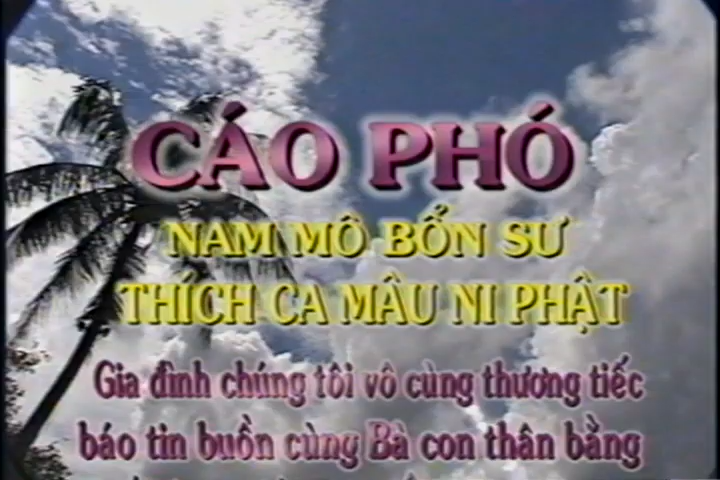 CÁO PHÓ
NAM MÔ BỔN SƯ
THÍCH CA MÂU NI PHẬT
Gia đình chúng tôi vô cùng thương tiếc
báo tin buồn cùng Bà con thân bằng